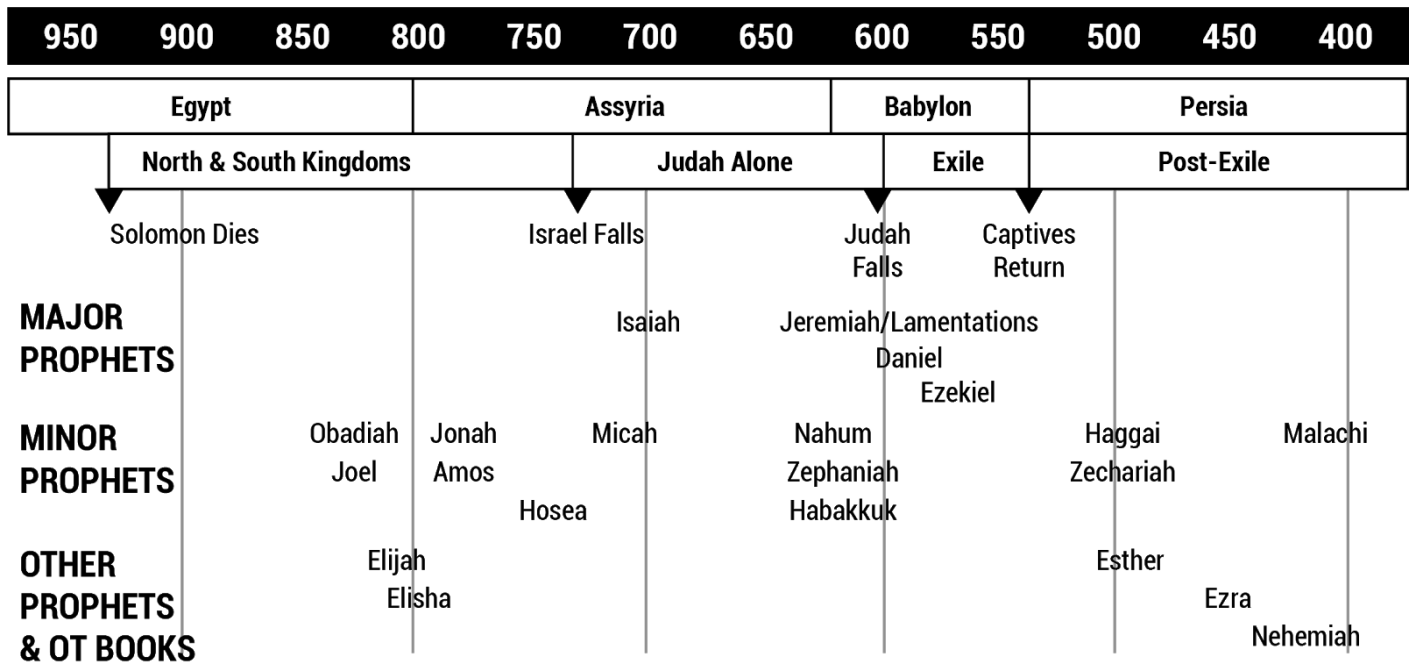 950 900 850 800 750 700 650 600 550 500 450 400
Egypt Assyria Babylon Persia
North & South Kingdoms Judah Alone Exile Post-Exile
Solomon Dies Israel Falls Judah Captives
Falls Return
MAJOR Isaiah Jeremiah/Lamentations
PROPHETS Daniel
Ezekiel
MINOR Obadiah Jonah Micah Nahum Haggai Malachi
PROPHETS Joel Amos Zephaniah Zechariah
Hosea Habakkuk
OTHER Elijah Esther
PROPHETS Elisha Ezra
& OT BOOKS Nehemiah